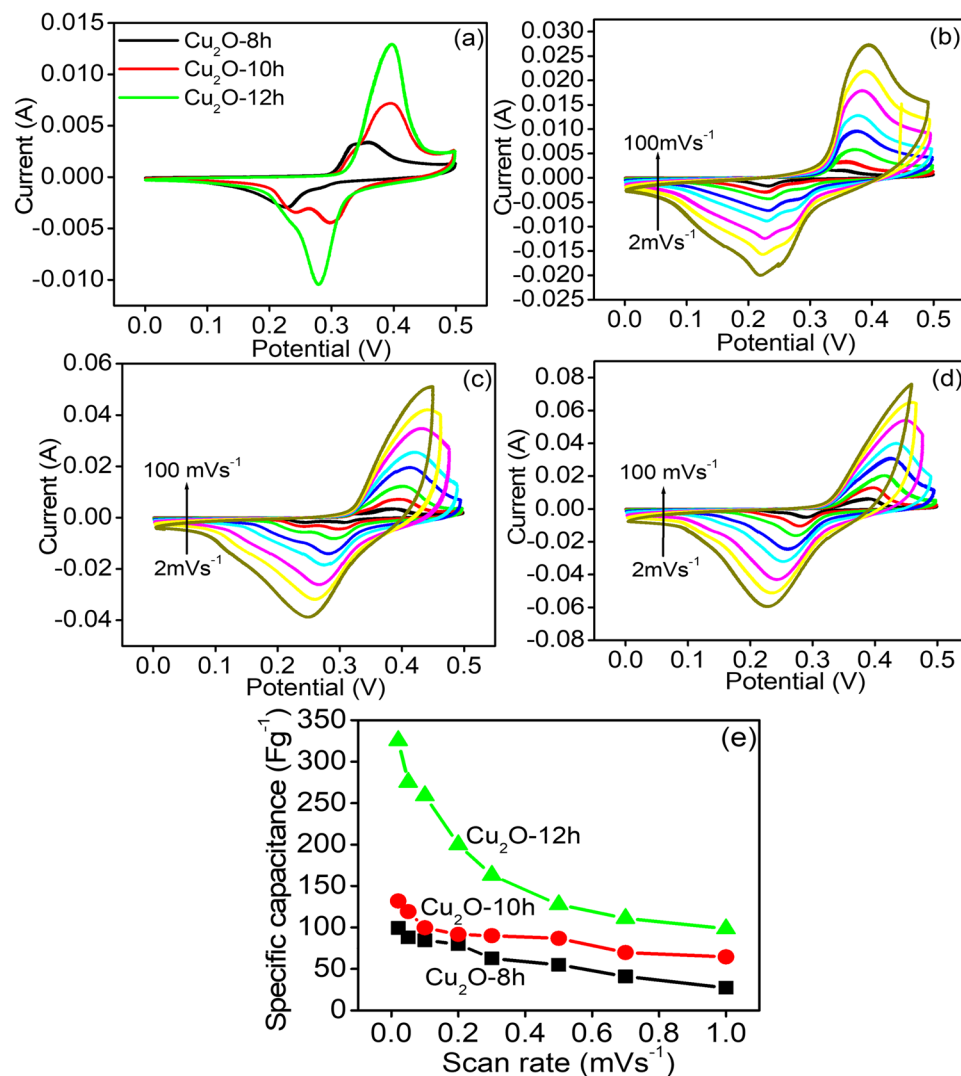 (a)
Cu₂O-8h
Cu₂O-10h
Cu₂O-12h
Current (A)
0.015
0.010
0.005
0.000
-0.005
-0.010
0.0 0.1 0.2 0.3 0.4 0.5
Potential (V)
(b)
100mVs⁻¹
2mVs⁻¹
Current (A)
0.030
0.025
0.020
0.015
0.010
0.005
0.000
-0.005
-0.010
-0.015
-0.020
-0.025
0.0 0.1 0.2 0.3 0.4 0.5
Potential (V)
(c)
100 mVs⁻¹
2mVs⁻¹
Current (A)
0.06
0.04
0.02
0.00
-0.02
-0.04
0.0 0.1 0.2 0.3 0.4 0.5
Potential (V)
(d)
100 mVs⁻¹
2mVs⁻¹
Current (A)
0.08
0.06
0.04
0.02
0.00
-0.02
-0.04
-0.06
-0.08
0.0 0.1 0.2 0.3 0.4 0.5
Potential (V)
(e)
Cu₂O-12h
Cu₂O-10h
Cu₂O-8h
Specific capacitance (Fg⁻¹)
350
300
250
200
150
100
50
0
0.0 0.2 0.4 0.6 0.8 1.0
Scan rate (mVs⁻¹)